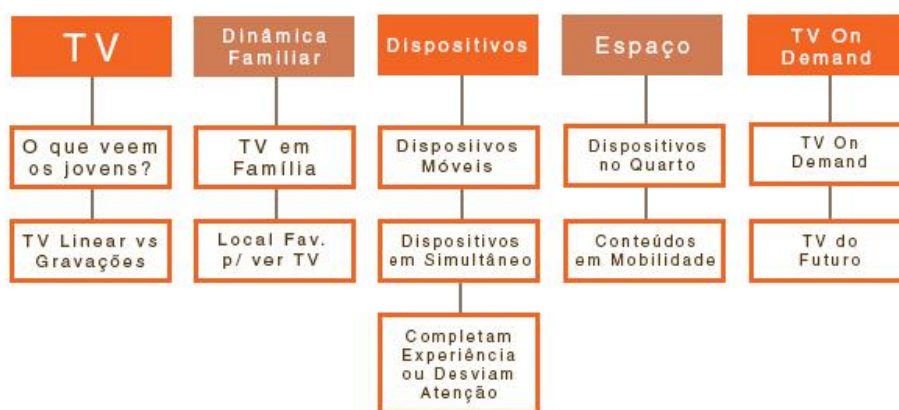 TV
O que veem
os jovens?
TV Linear vs
Gravações
Dinâmica
Familiar
TV em
Família
Local Fav.
p/ ver TV
Dispositivos
Disposiivos
Móveis
Dispositivos
em Simultâneo
Completam
Experiência
ou Desviam
Atenção
Espaço
Dispositivos
no Quarto
Conteúdos
em Mobilidade
TV On
Demand
TV On
Demand
TV do
Futuro